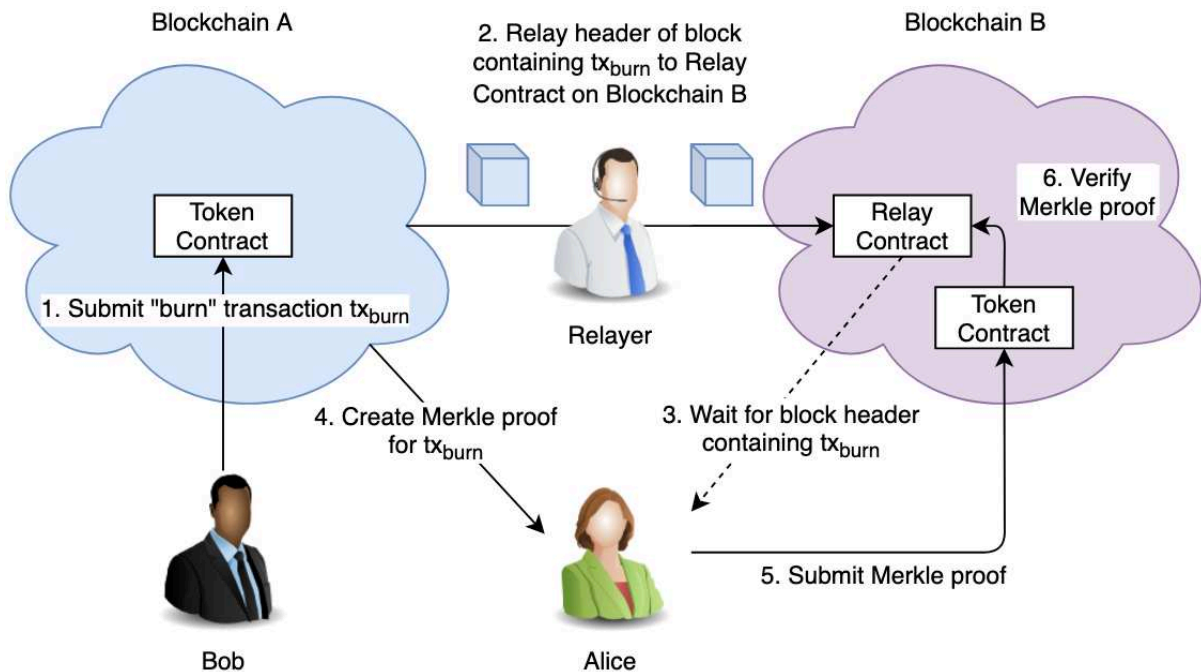 Blockchain A
2. Relay header of block
containing tx_burn to Relay
Contract on Blockchain B
Blockchain B
Token
Contract
1. Submit "burn" transaction tx_burn
Relayer
Relay
Contract
6. Verify
Merkle proof
Token
Contract
4. Create Merkle proof
for tx_burn
3. Wait for block header
containing tx_burn
5. Submit Merkle proof
Bob
Alice